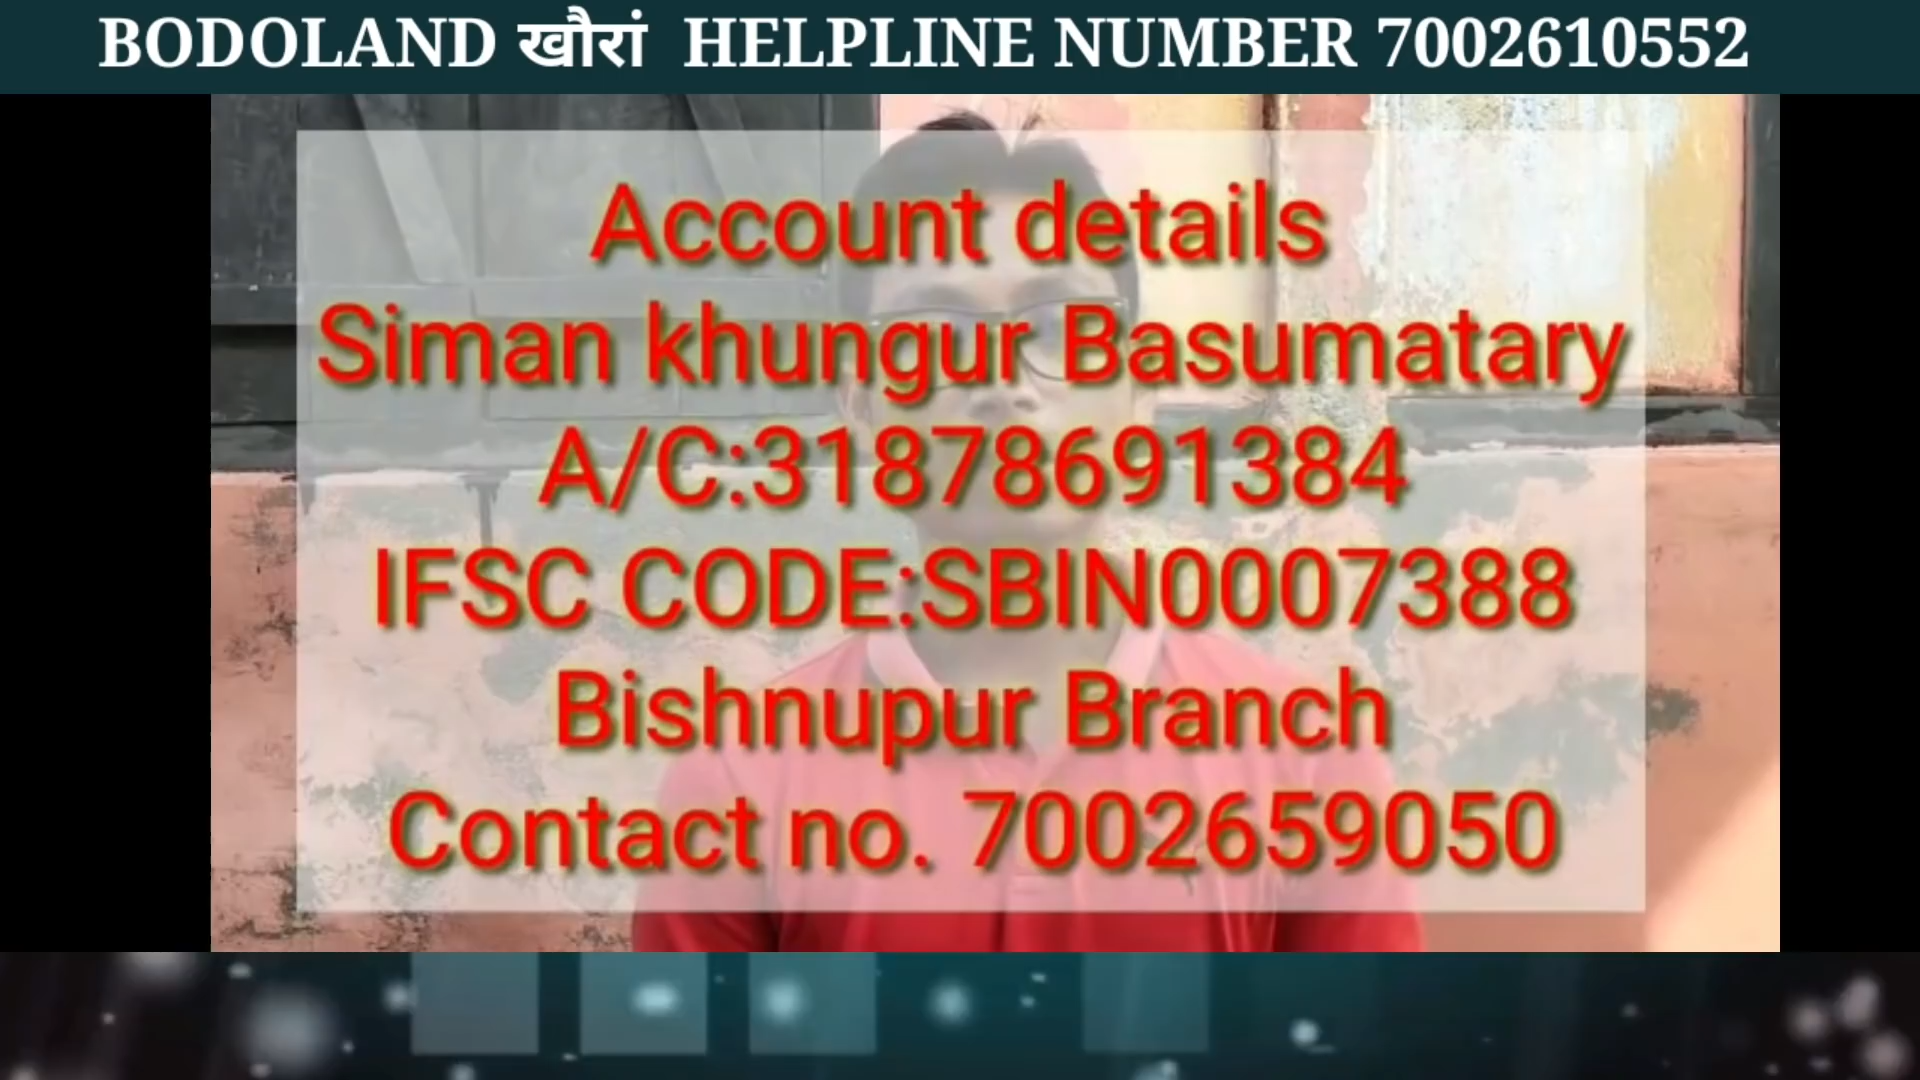 BODOLAND खौरां HELPLINE NUMBER 7002610552
Account details
Siman khungur Basumatary
A/C:31878691384
IFSC CODE:SBIN0007388
Bishnupur Branch
Contact no. 7002659050